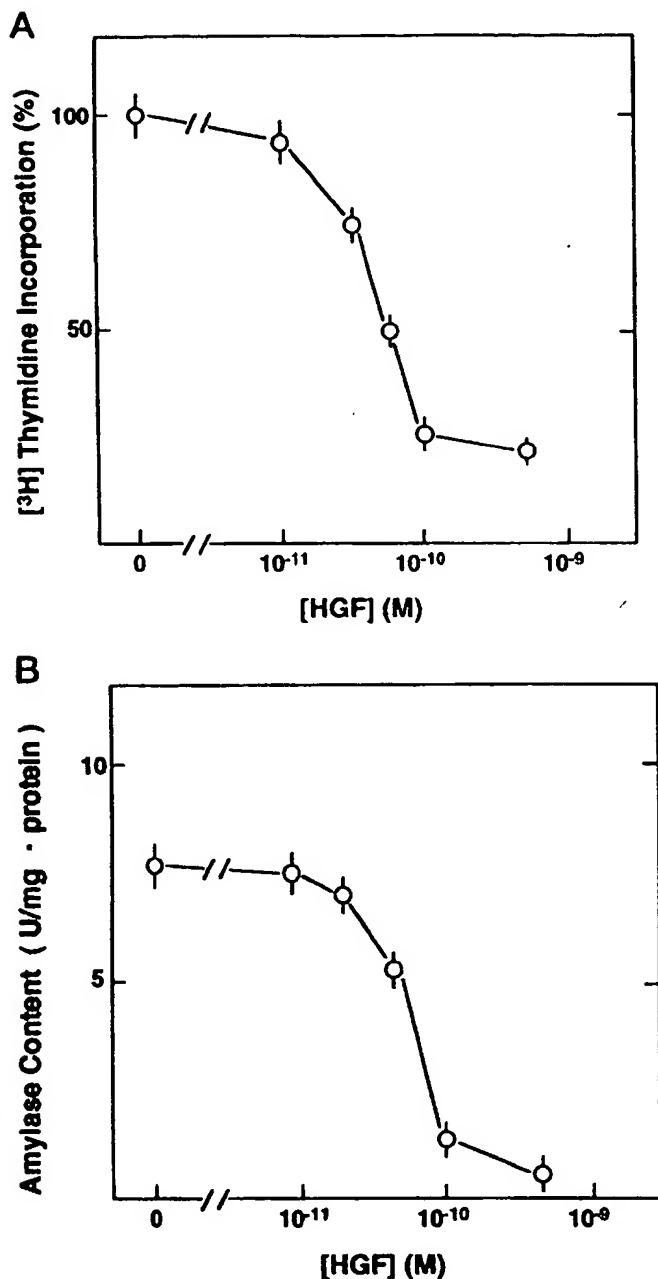 A
[³H] Thymidine Incorporation (%)
100
50
0
10⁻¹¹
10⁻¹⁰
10⁻⁹
[HGF] (M)
B
Amylase Content ( U/mg · protein )
10
5
0
10⁻¹¹
10⁻¹⁰
10⁻⁹
[HGF] (M)